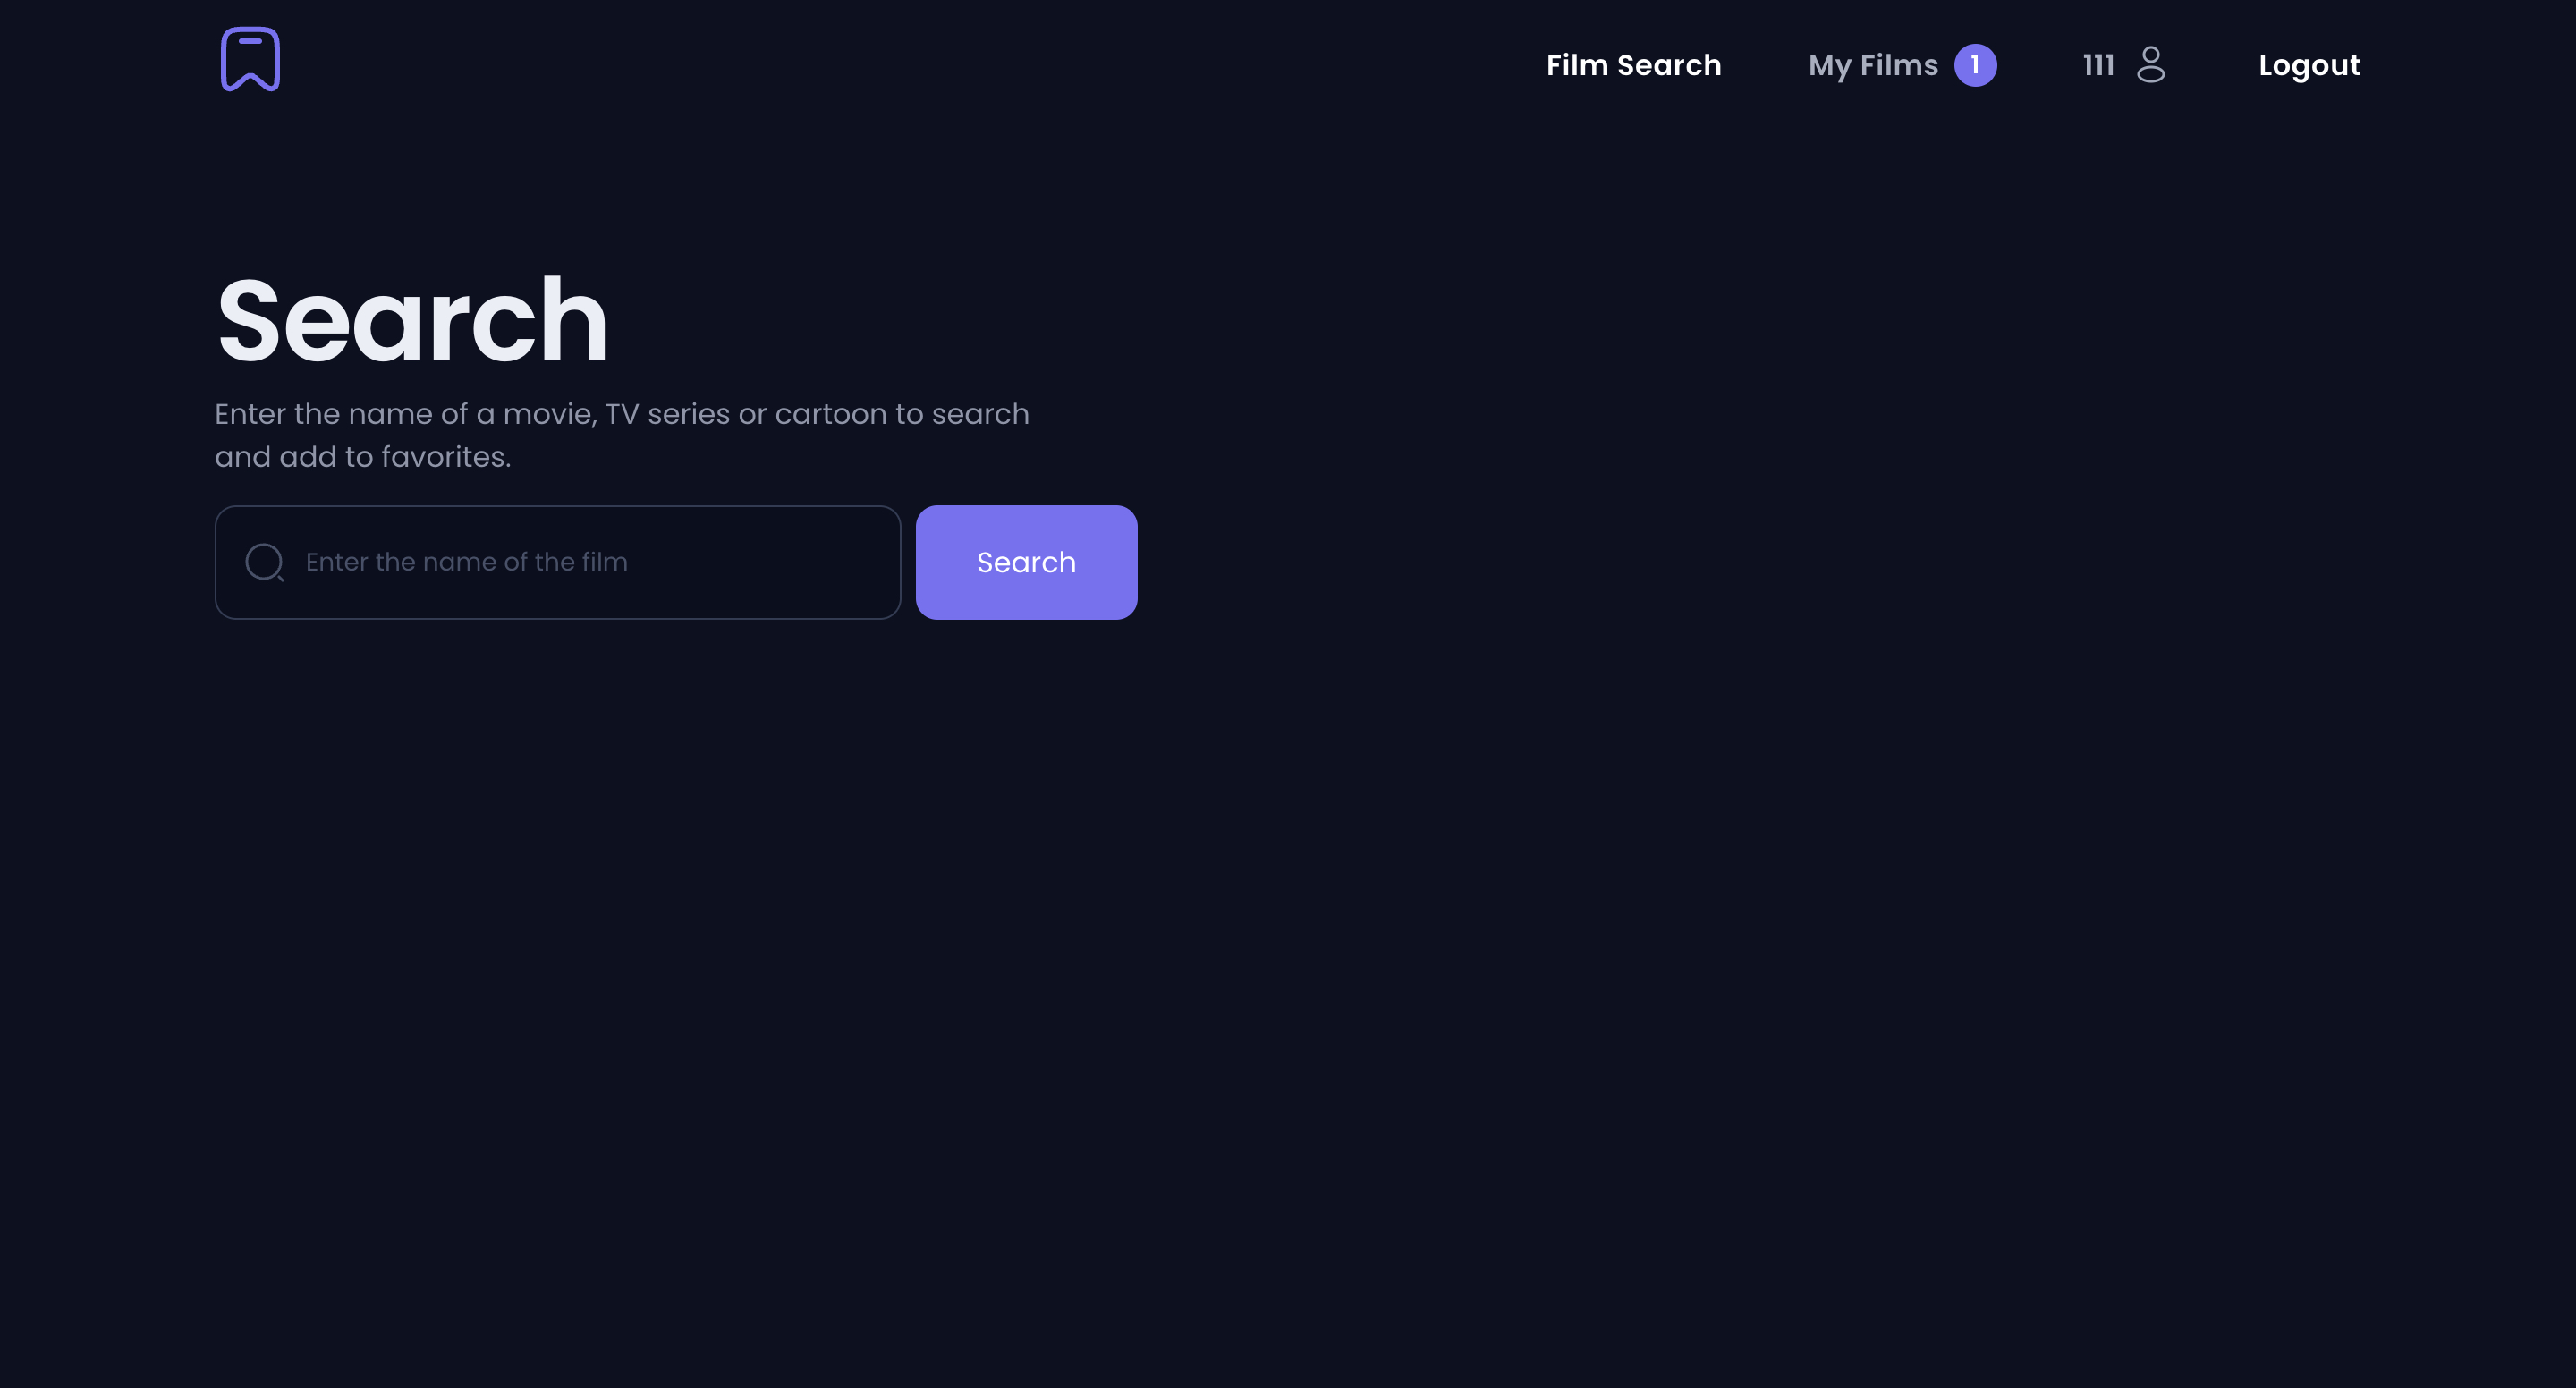 Film Search My Films 1 111 Logout
Search
Enter the name of a movie, TV series or cartoon to search
and add to favorites.
Enter the name of the film Search